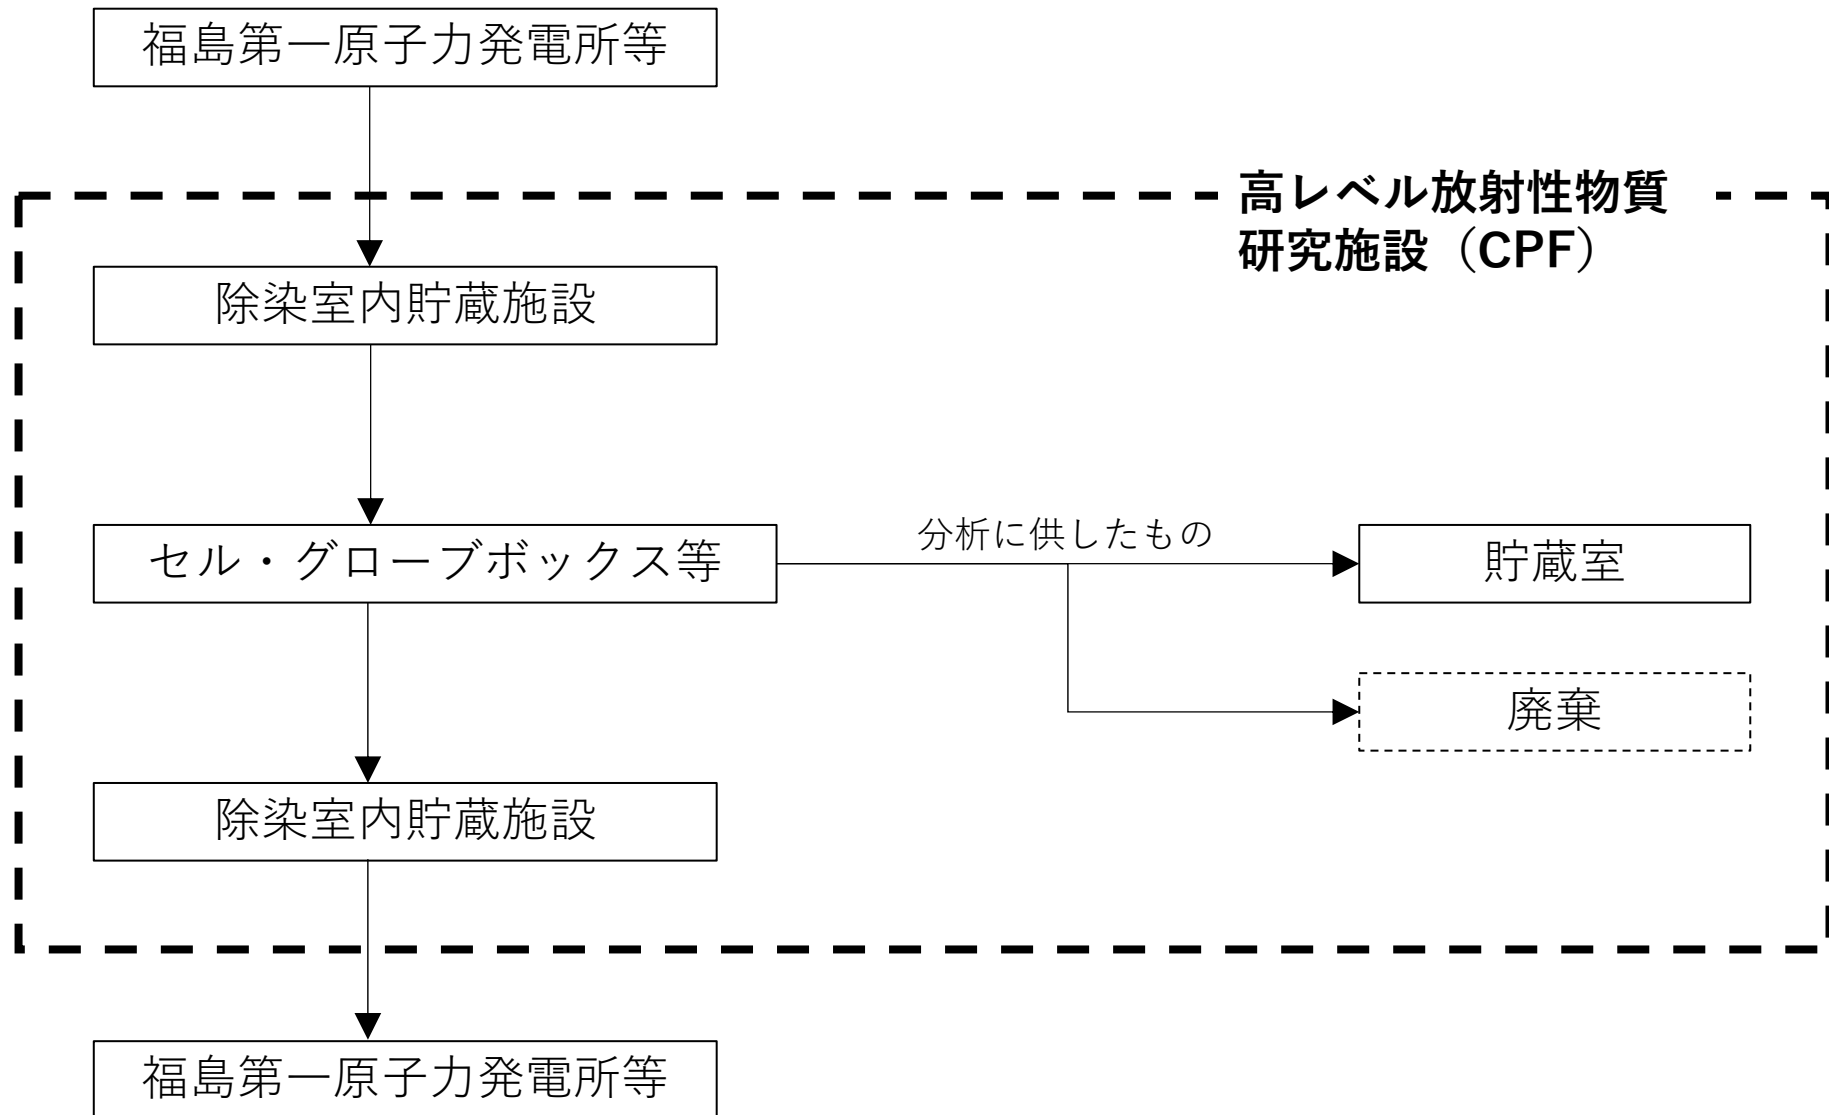 福島第一原子力発電所等
高レベル放射性物質
研究施設（CPF）
除染室内貯蔵施設
セル・グローブボックス等
分析に供したもの
貯蔵室
廃棄
除染室内貯蔵施設
福島第一原子力発電所等